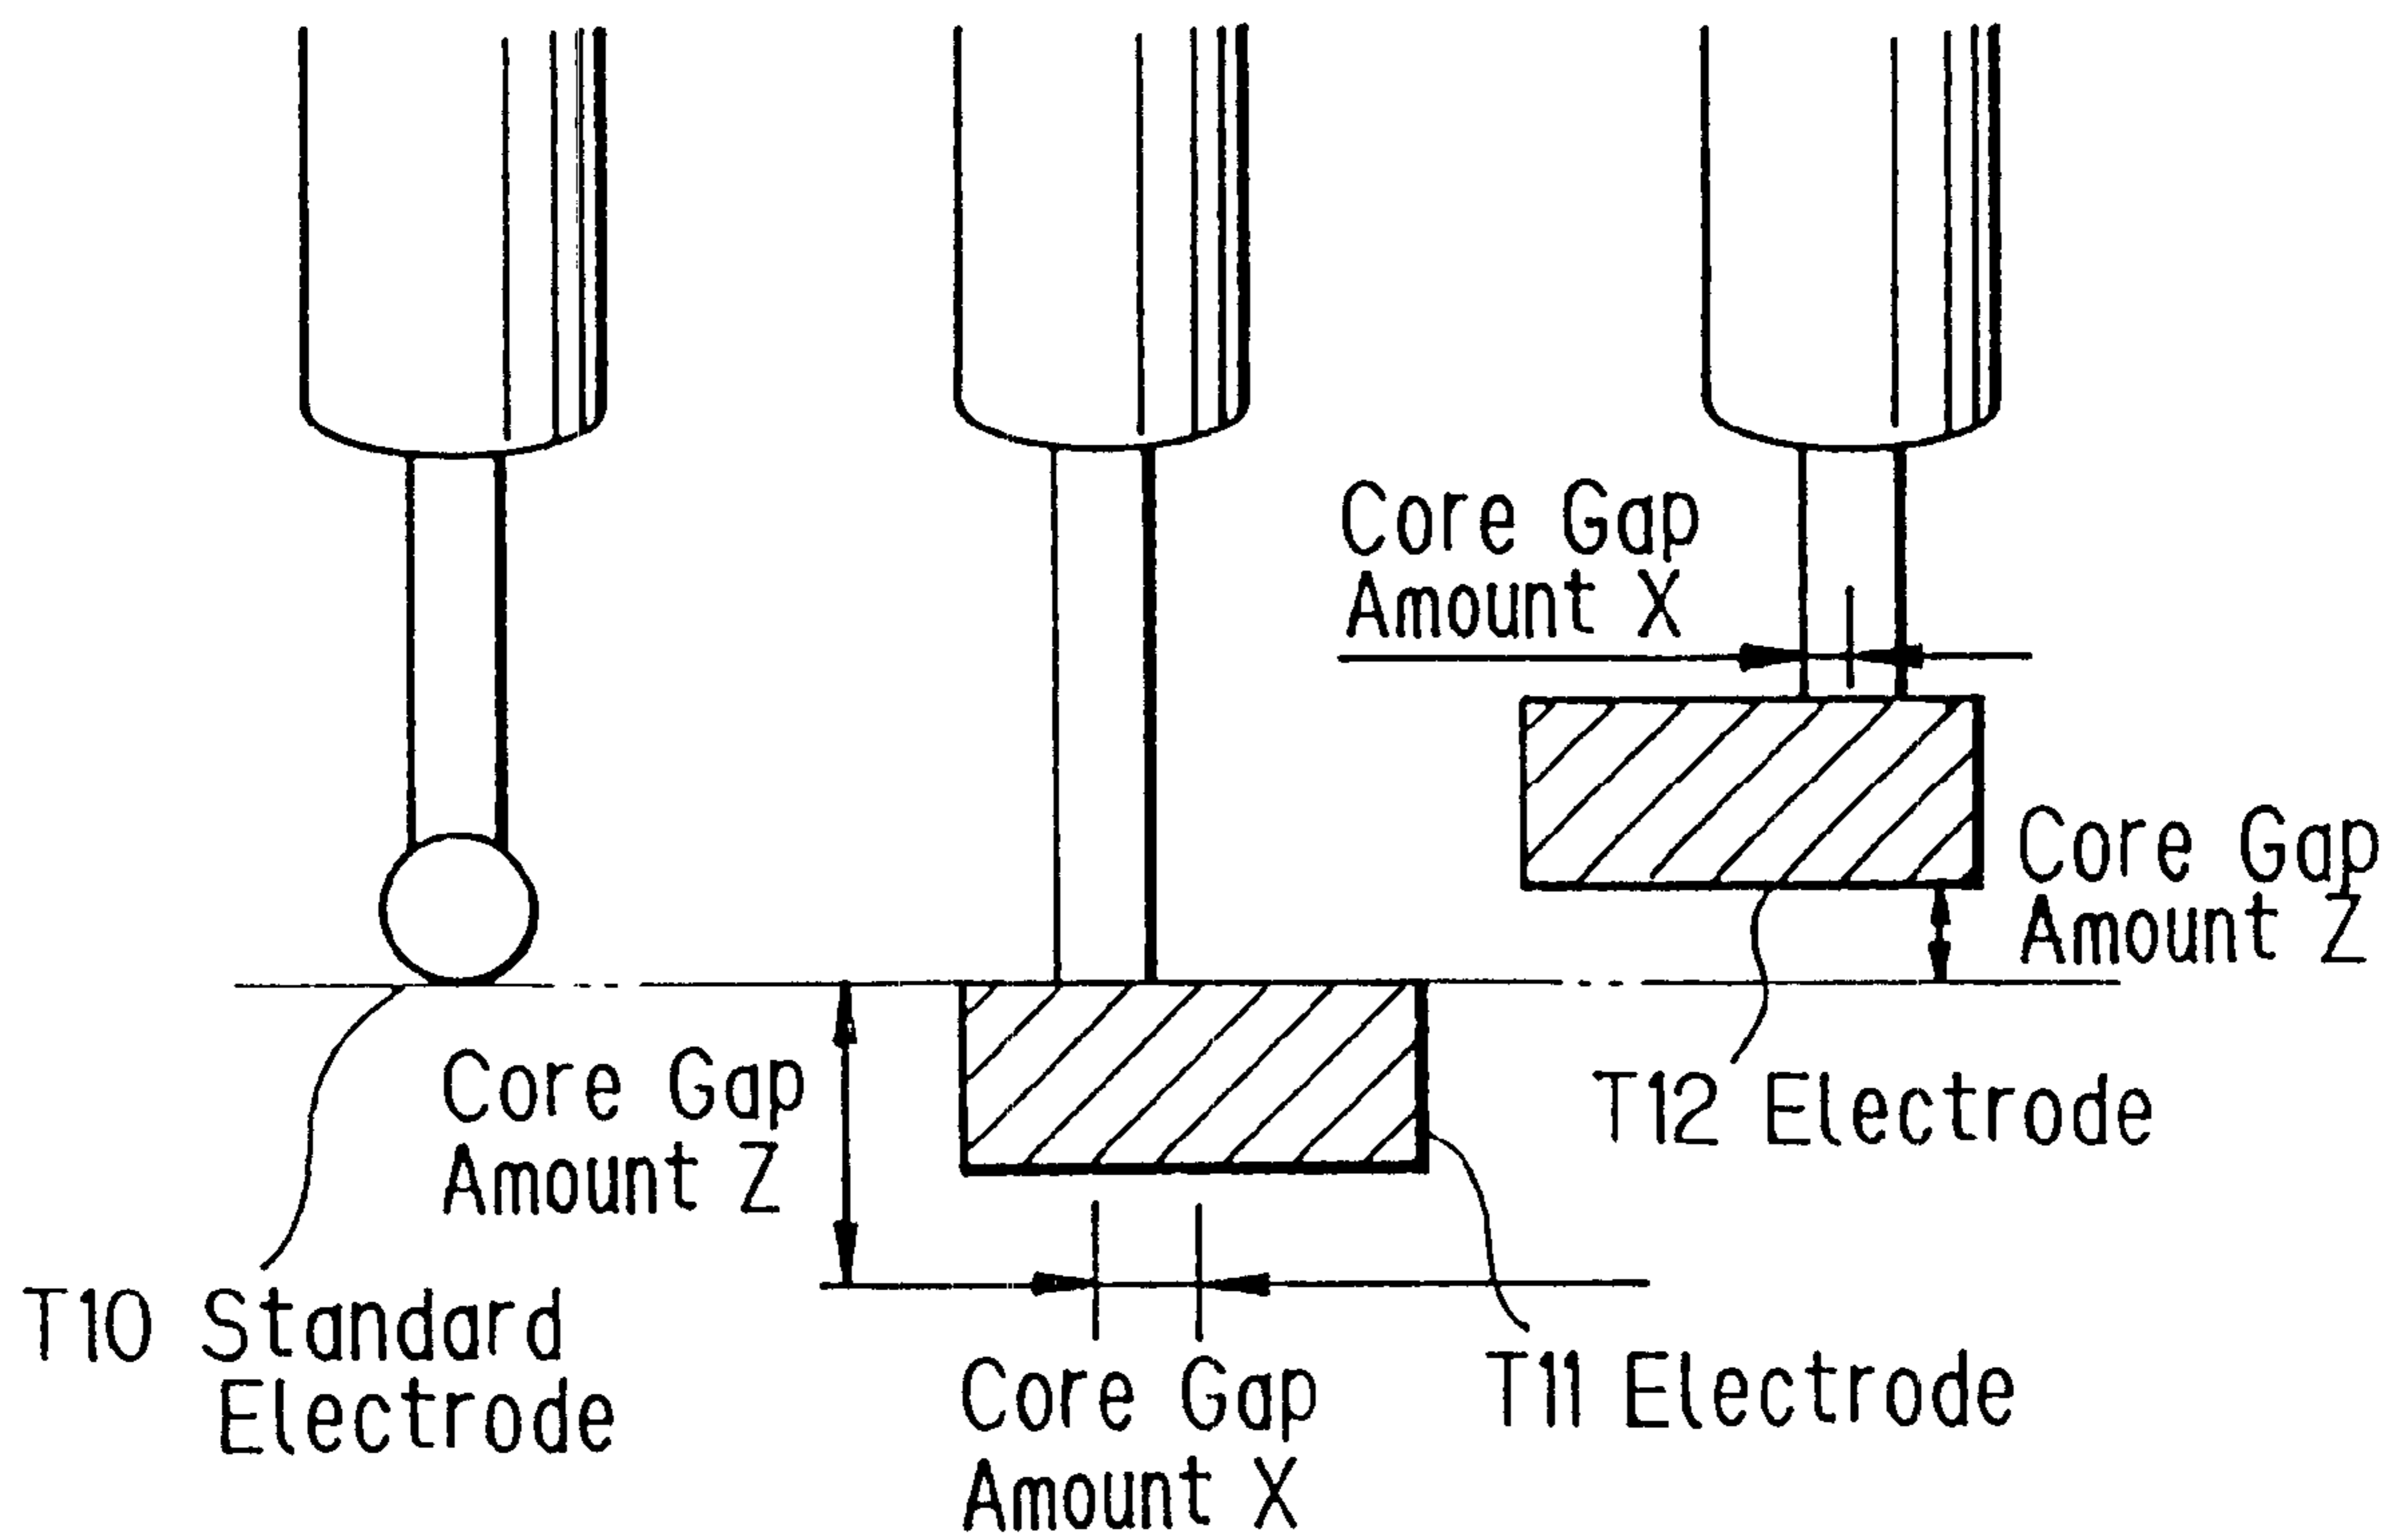 Core Gap
Amount X
Core Gap
Amount Z
Core Gap
Amount Z
T12 Electrode
T10 Standard
Electrode
Core Gap
Amount X
T11 Electrode